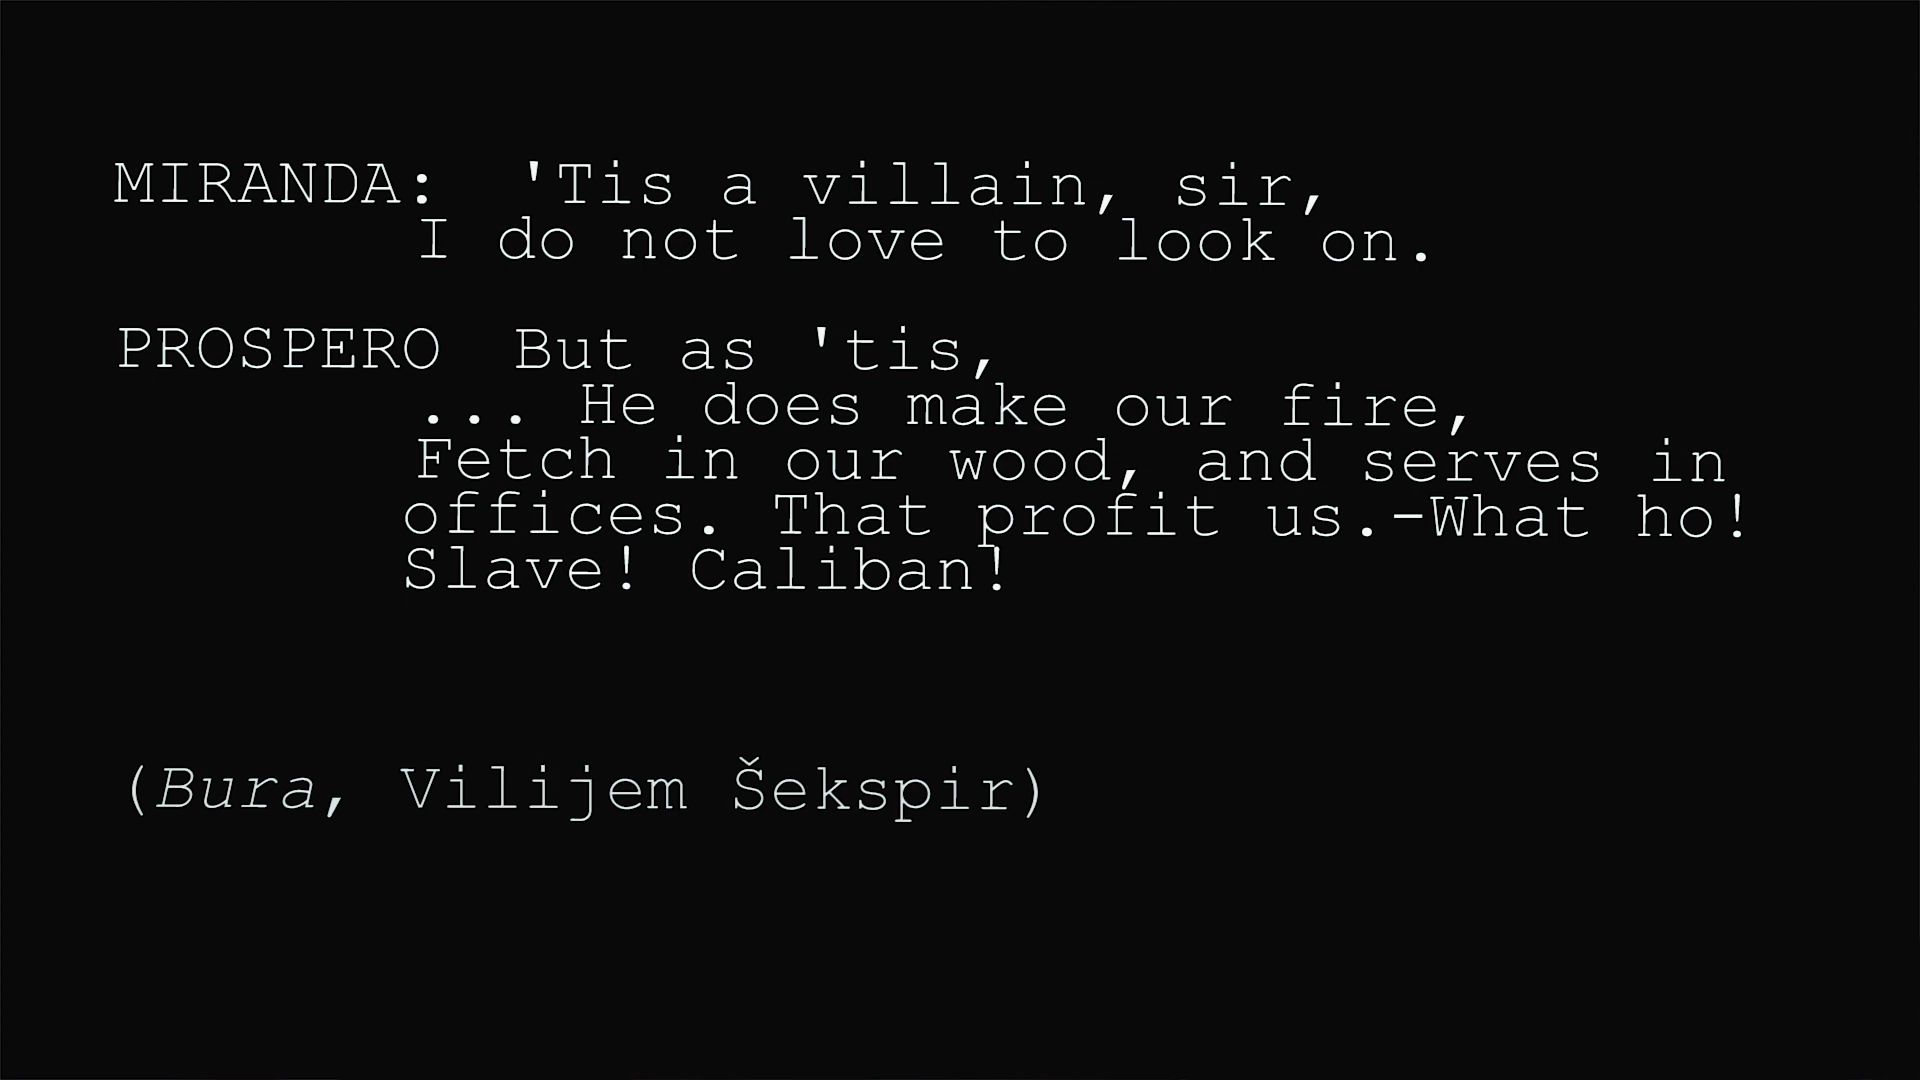 MIRANDA: 'Tis a villain, sir,
I do not love to look on.
PROSPERO But as 'tis,
... He does make our fire,
Fetch in our wood, and serves in
offices. That profit us.-What ho!
Slave! Caliban!
(Bura, Vilijem Šekspir)